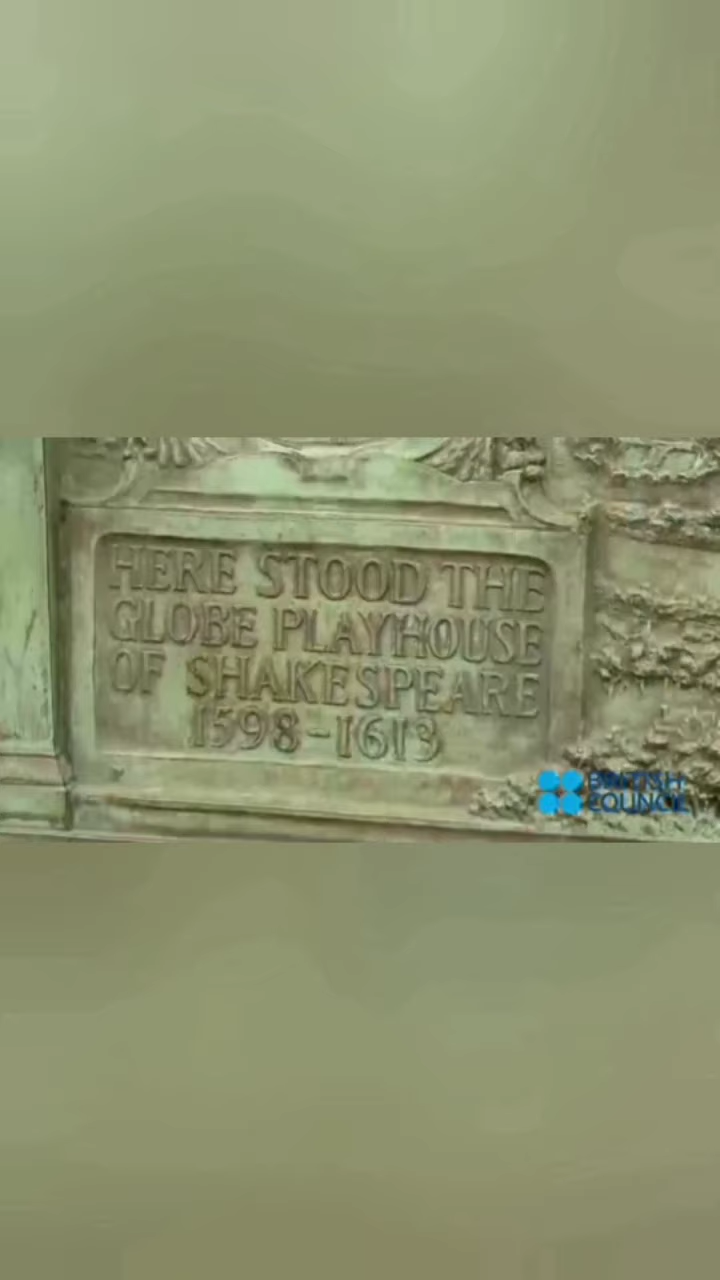 HERE STOOD THE
GLOBE PLAYHOUSE
OF SHAKESPEARE
1598-1613
BRITISH
COUNCIL